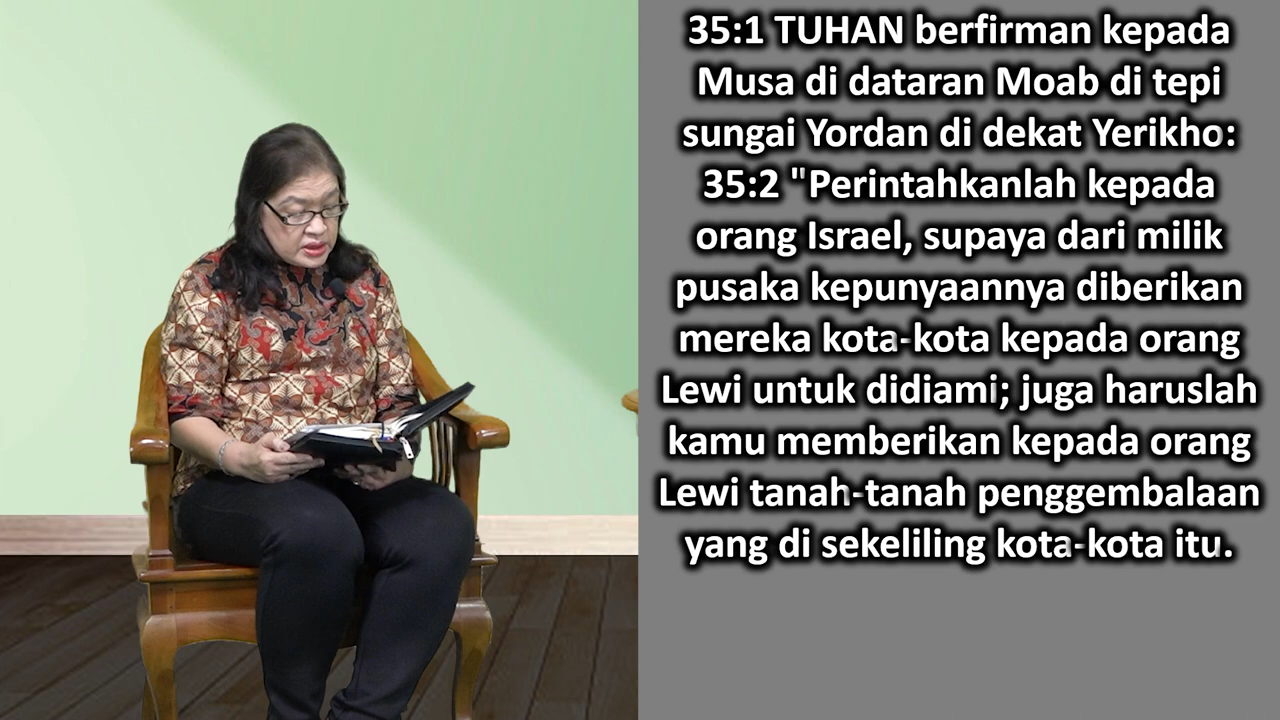 35:1 TUHAN berfirman kepada
Musa di dataran Moab di tepi
sungai Yordan di dekat Yerikho:
35:2 "Perintahkanlah kepada
orang Israel, supaya dari milik
pusaka kepunyaannya diberikan
mereka kota-kota kepada orang
Lewi untuk didiami; juga haruslah
kamu memberikan kepada orang
Lewi tanah-tanah penggembalaan
yang di sekeliling kota-kota itu.